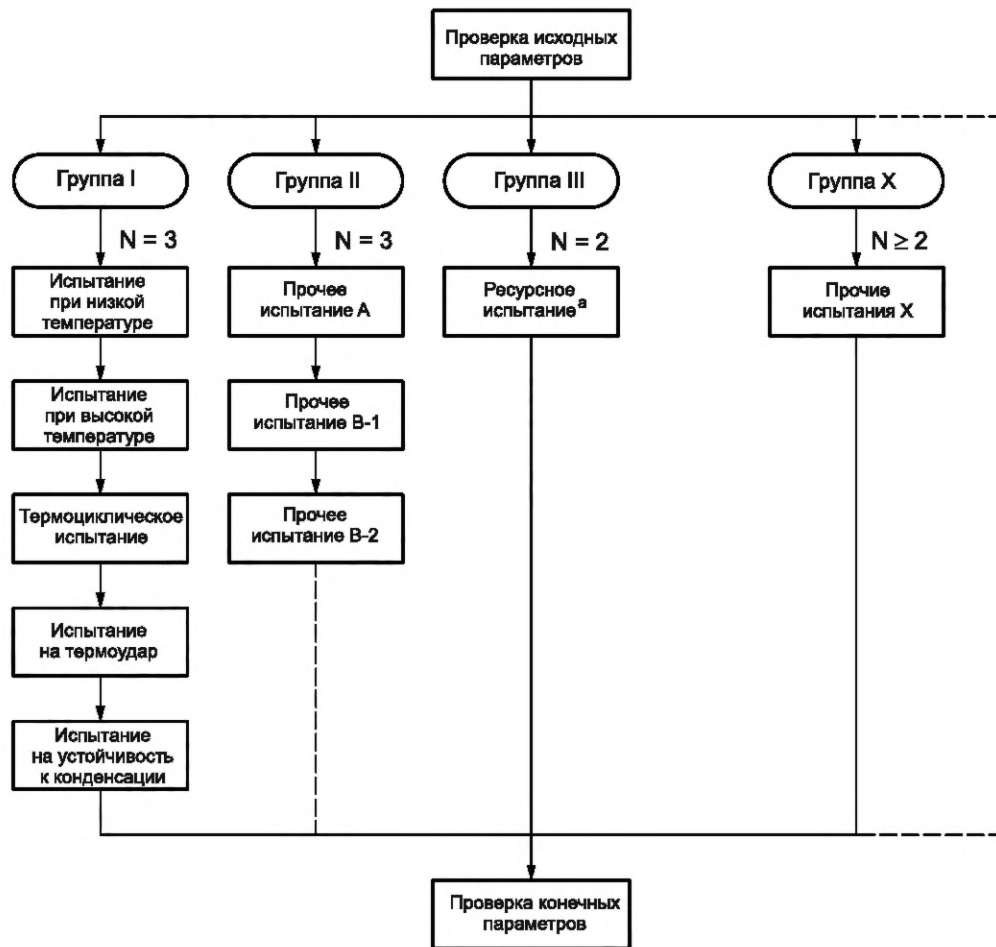 Проверка исходных
параметров
Группа I
Группа II
Группа III
Группа X
N = 3
N = 3
N = 2
N ≥ 2
Испытание
при низкой
температуре
Прочее
испытание А
Ресурсное
испытаниеª
Прочие
испытания X
Испытание
при высокой
температуре
Прочее
испытание В-1
Термоциклическое
испытание
Прочее
испытание В-2
Испытание
на термоудар
Испытание
на устойчивость
к конденсации
Проверка конечных
параметров